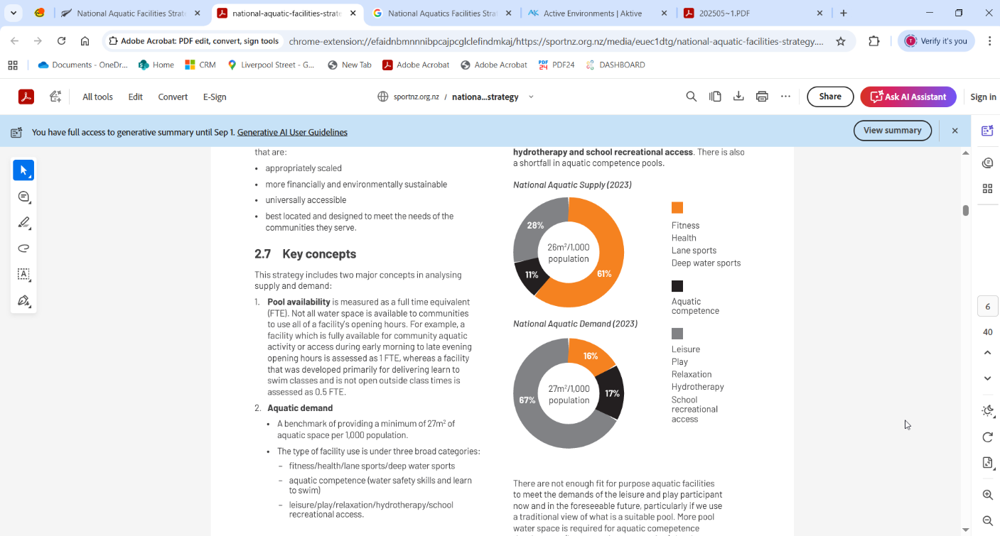 National Aquatic Facilities Strate
national-aquatic-facilities-strate
National Aquatics Facilities Stra
Active Environments | Aktive
202505~1.PDF
Adobe Acrobat: PDF edit, convert, sign tools
chrome-extension://efaidnbmnnnibpcajpcglclefindmkaj/https://sportnz.org.nz/media/euec1dtg/national-aquatic-facilities-strategy....
Verify it's you
Documents - OneDr...
Home
CRM
Liverpool Street - G...
New Tab
Adobe Acrobat
Adobe Acrobat
PDF24
DASHBOARD
All tools
Edit
Convert
E-Sign
sportnz.org.nz / nationa...strategy
Share
Ask AI Assistant
Sign in
You have full access to generative summary until Sep 1. Generative AI User Guidelines
View summary
that are:
• appropriately scaled
• more financially and environmentally sustainable
• universally accessible
• best located and designed to meet the needs of the
communities they serve.
2.7 Key concepts
This strategy includes two major concepts in analysing
supply and demand:
1. Pool availability is measured as a full time equivalent
(FTE). Not all water space is available to communities
to use all of a facility's opening hours. For example, a
facility which is fully available for community aquatic
activity or access during early morning to late evening
opening hours is assessed as 1 FTE, whereas a facility
that was developed primarily for delivering learn to
swim classes and is not open outside class times is
assessed as 0.5 FTE.
2. Aquatic demand
• A benchmark of providing a minimum of 27m² of
aquatic space per 1,000 population.
• The type of facility use is under three broad categories:
– fitness/health/lane sports/deep water sports
– aquatic competence (water safety skills and learn
to swim)
– leisure/play/relaxation/hydrotherapy/school
recreational access.
hydrotherapy and school recreational access. There is also
a shortfall in aquatic competence pools.
National Aquatic Supply (2023)
28%
26m²/1,000
population
11%
61%
Fitness
Health
Lane sports
Deep water sports
Aquatic
competence
National Aquatic Demand (2023)
16%
27m²/1,000
population
17%
67%
Leisure
Play
Relaxation
Hydrotherapy
School
recreational
access
There are not enough fit for purpose aquatic facilities
to meet the demands of the leisure and play participant
now and in the foreseeable future, particularly if we use
a traditional view of what is a suitable pool. More pool
water space is required for aquatic comepetence
6
40